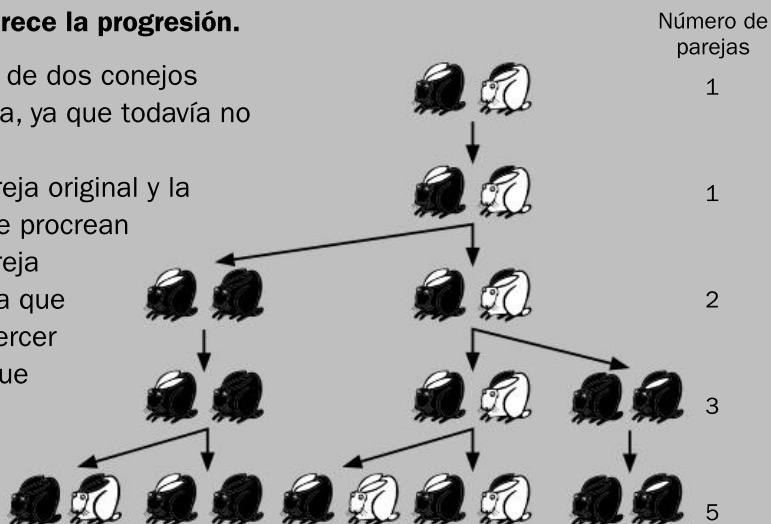 rece la progresión.
de dos conejos
a, ya que todavía no
reja original y la
e procrean
reja
a que
ercer
ue
Número de
parejas
1
1
2
3
5